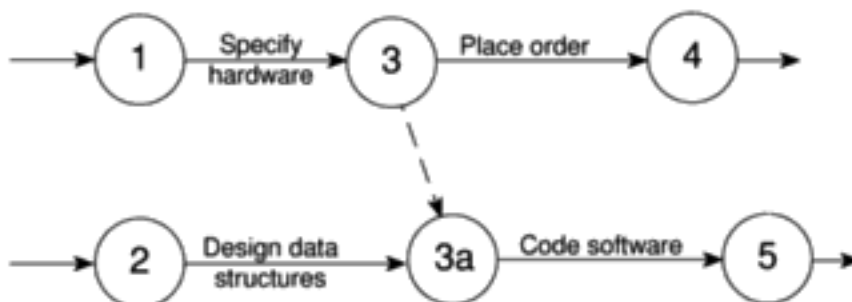 1
Specify
hardware
3
Place order
4
2
Design data
structures
3a
Code software
5